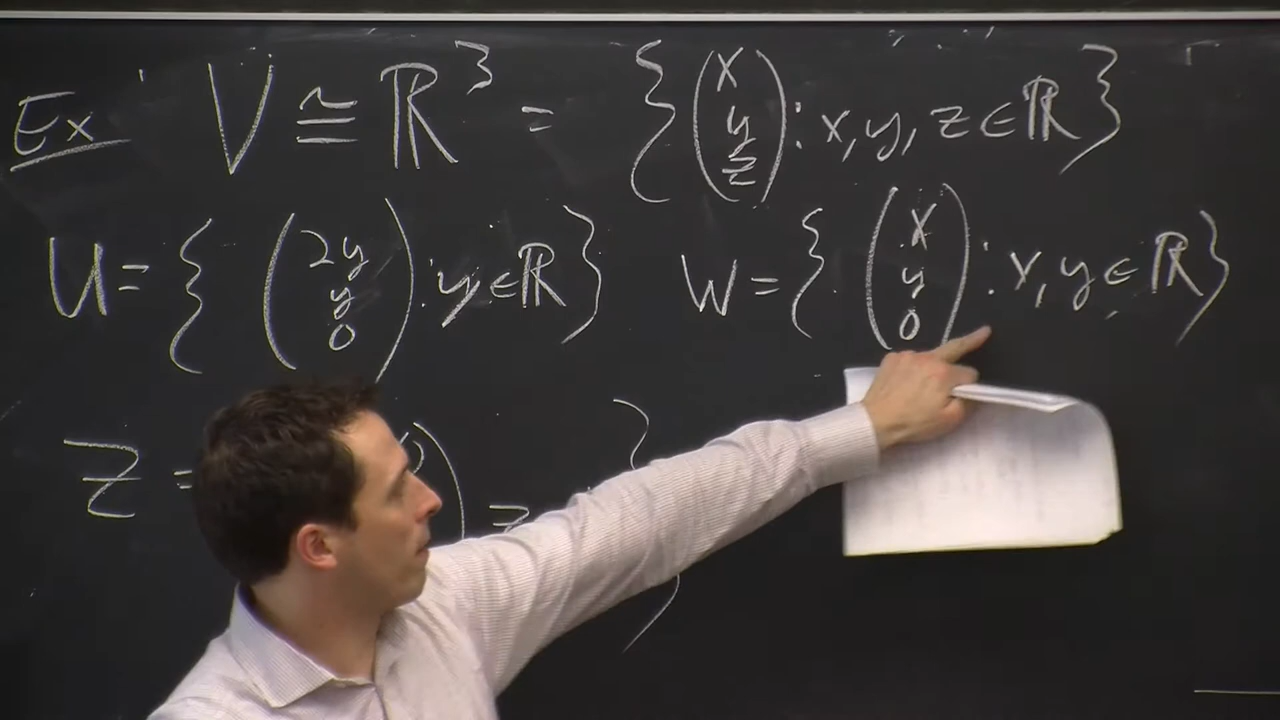 Ex V ≅ ℝ³ = { (x y z) : x, y, z ∈ ℝ }
U = { (2y y 0) : y ∈ ℝ } W = { (x y 0) : x, y ∈ ℝ }
Z =